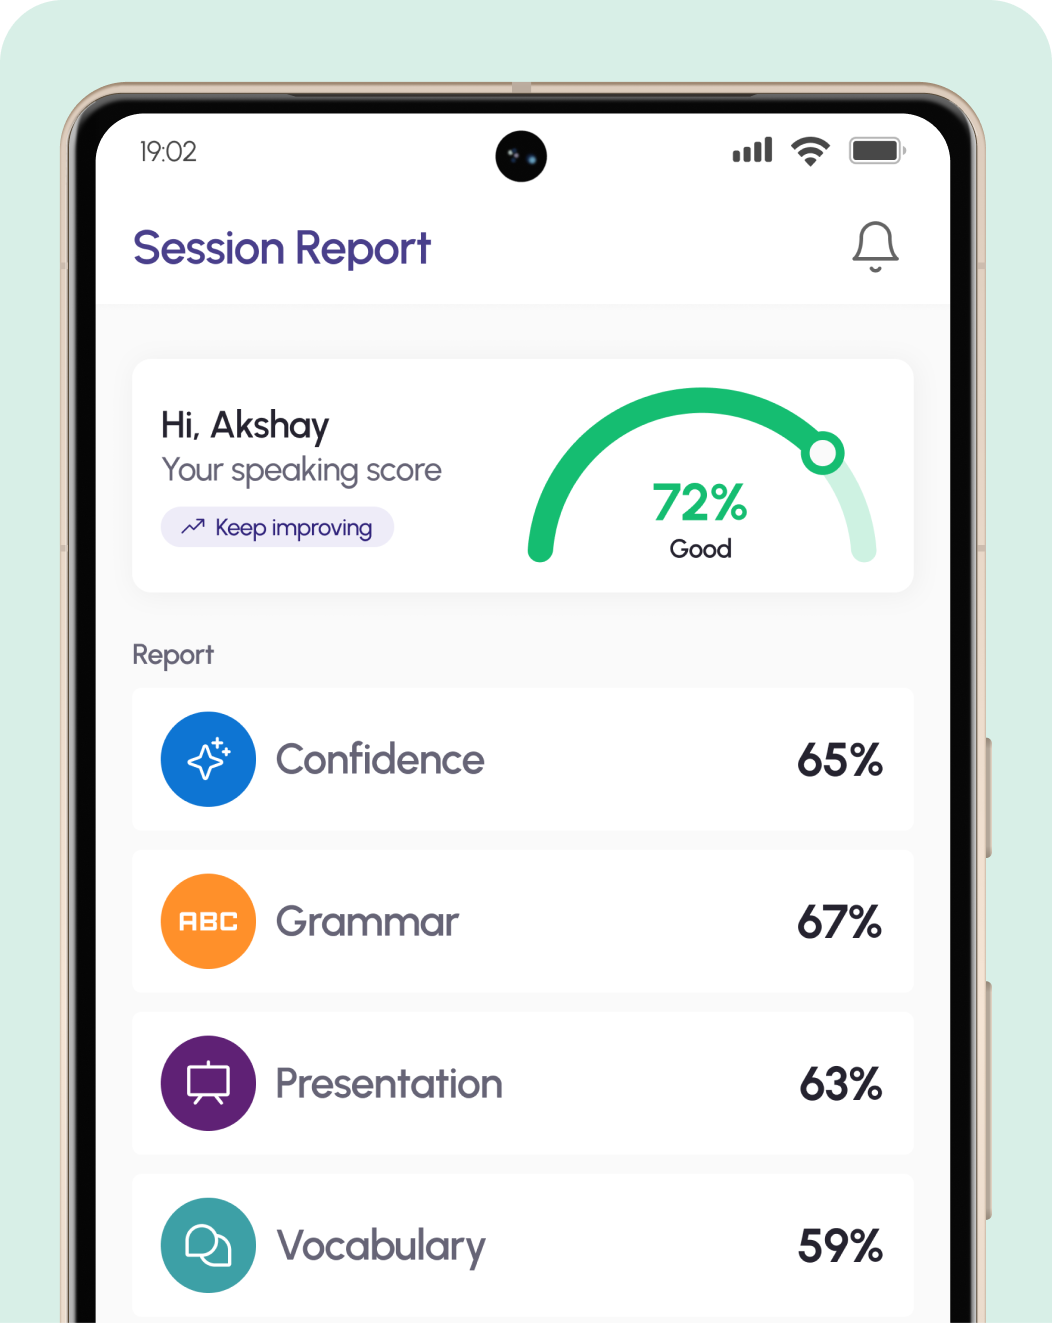 19:02
Session Report
Hi, Akshay
Your speaking score
Keep improving
72%
Good
Report
Confidence 65%
ABC Grammar 67%
Presentation 63%
Vocabulary 59%